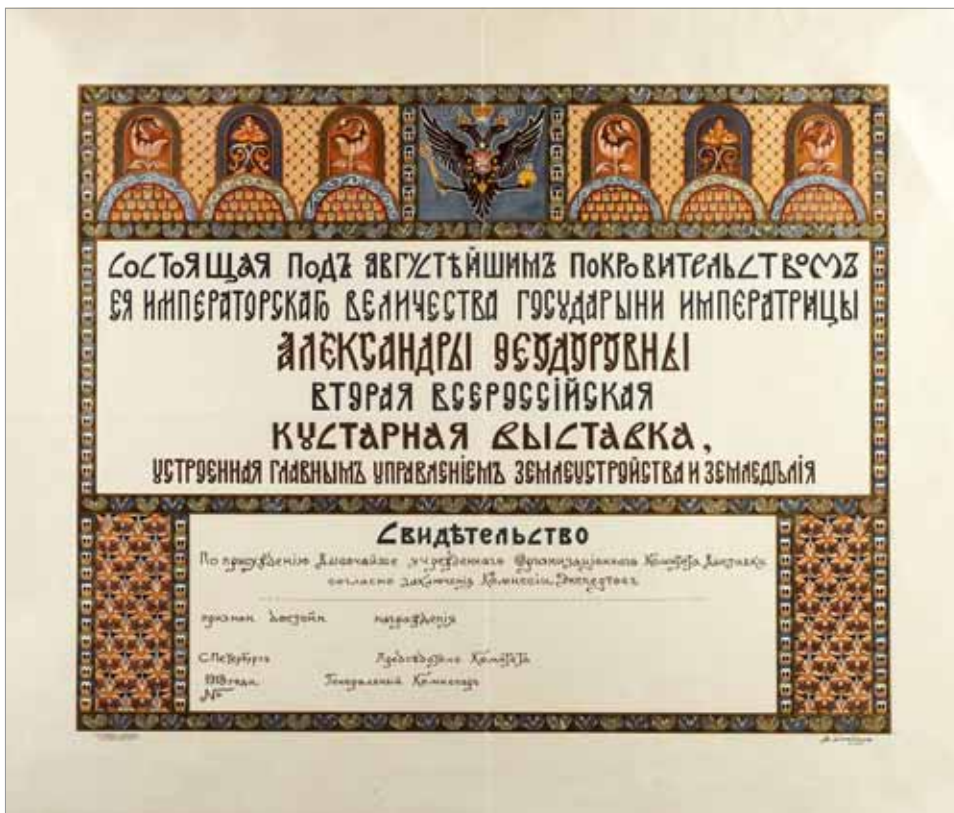 СОСТОЯЩАЯ ПОДЪ АВГУСТѢЙШИМЪ ПОКРОВИТЕЛЬСТВОМЪ
ЕЯ ИМПЕРАТОРСКАГО ВЕЛИЧЕСТВА ГОСУДАРЫНИ ИМПЕРАТРИЦЫ
АЛЕКСАНДРЫ ѲЕОДОРОВНЫ
ВТОРАЯ ВСЕРОССІЙСКАЯ
КУСТАРНАЯ ВЫСТАВКА,
УСТРОЕННАЯ ГЛАВНЫМЪ УПРАВЛЕНІЕМЪ ЗЕМЛЕУСТРОЙСТВА И ЗЕМЛЕДѢЛІЯ
Свидѣтельство
По присужденію Высочайше учрежденнаго Организаціоннаго Комитета Выставки
согласно заключенія Комиссіи Экспертовъ
признан достойн награжденія
С.Петербургъ Предсѣдатель Комитета
1913 года Генеральный Комиссаръ
№